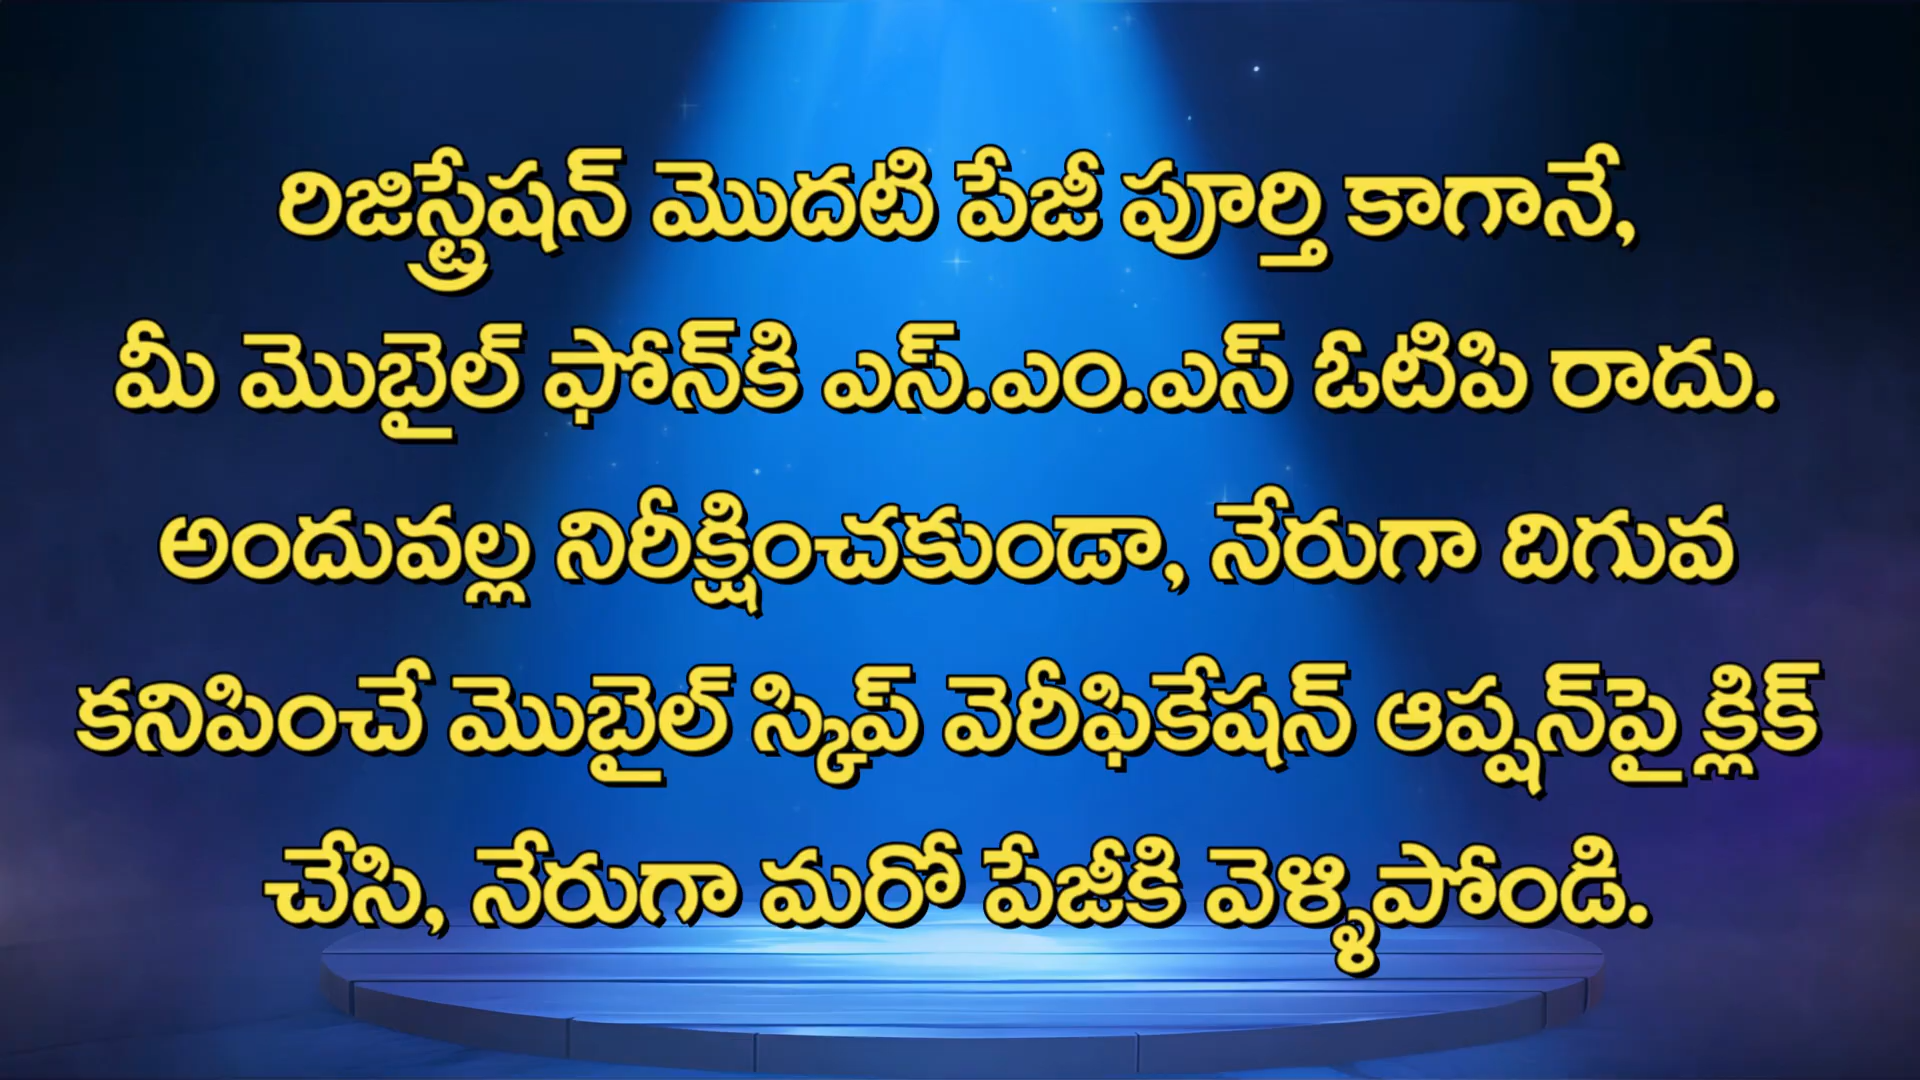 రిజిస్ట్రేషన్ మొదటి పేజీ పూర్తి కాగానే,
మీ మొబైల్ ఫోన్‌కి ఎస్.ఎం.ఎస్ ఓటిపి రాదు.
అందువల్ల నిరీక్షించకుండా, నేరుగా దిగువ
కనిపించే మొబైల్ స్కిప్ వెరీఫికేషన్ ఆప్షన్‌పై క్లిక్
చేసి, నేరుగా మరో పేజీకి వెళ్ళిపోండి.